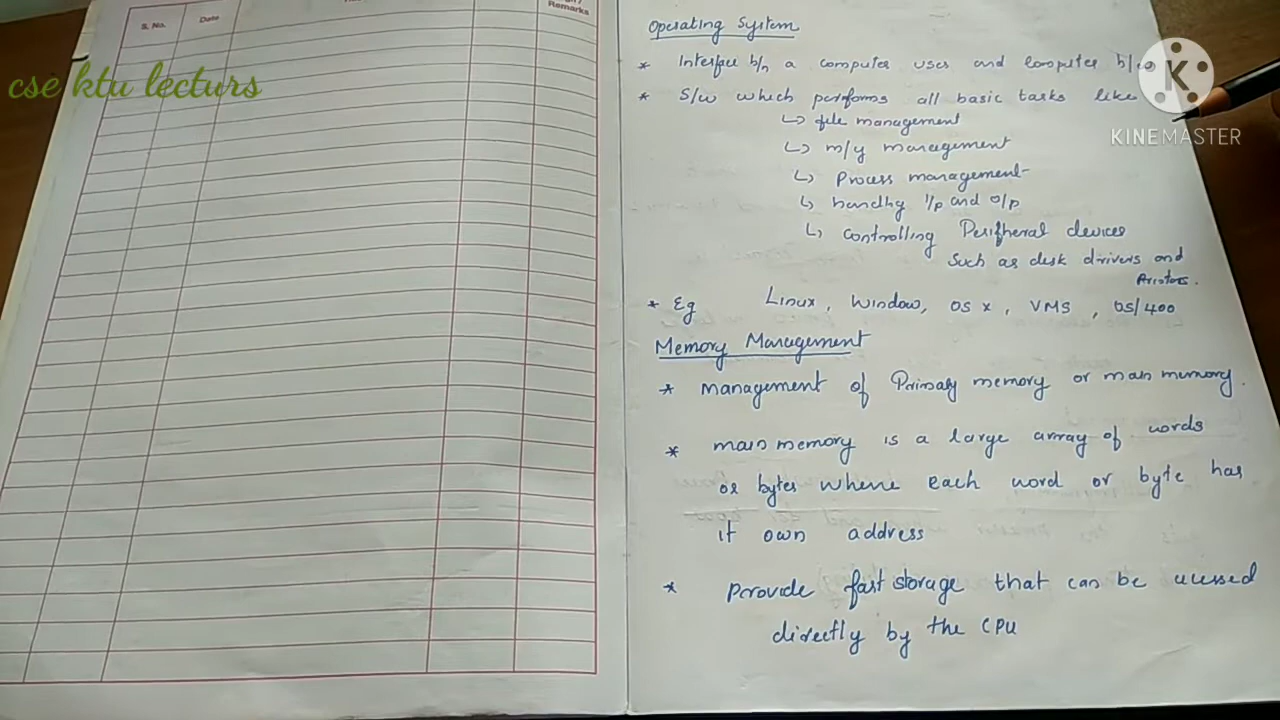 S. No.
Date
Remarks
cse ktu lecturs
Operating System
* Interface b/n a computer user and computer h/w
* S/w which performs all basic tasks like
↳ file management
↳ m/y management
↳ Process management
↳ handling i/p and o/p
↳ controlling Peripheral devices
Such as desk drivers and
Printers.
* Eg Linux, Window, OS X, VMS, OS/400
Memory Management
* Management of Primary memory or main memory.
* main memory is a large array of words
or bytes where each word or byte has
it own address
* Provide fast storage that can be accessed
directly by the CPU
K
KINEMASTER